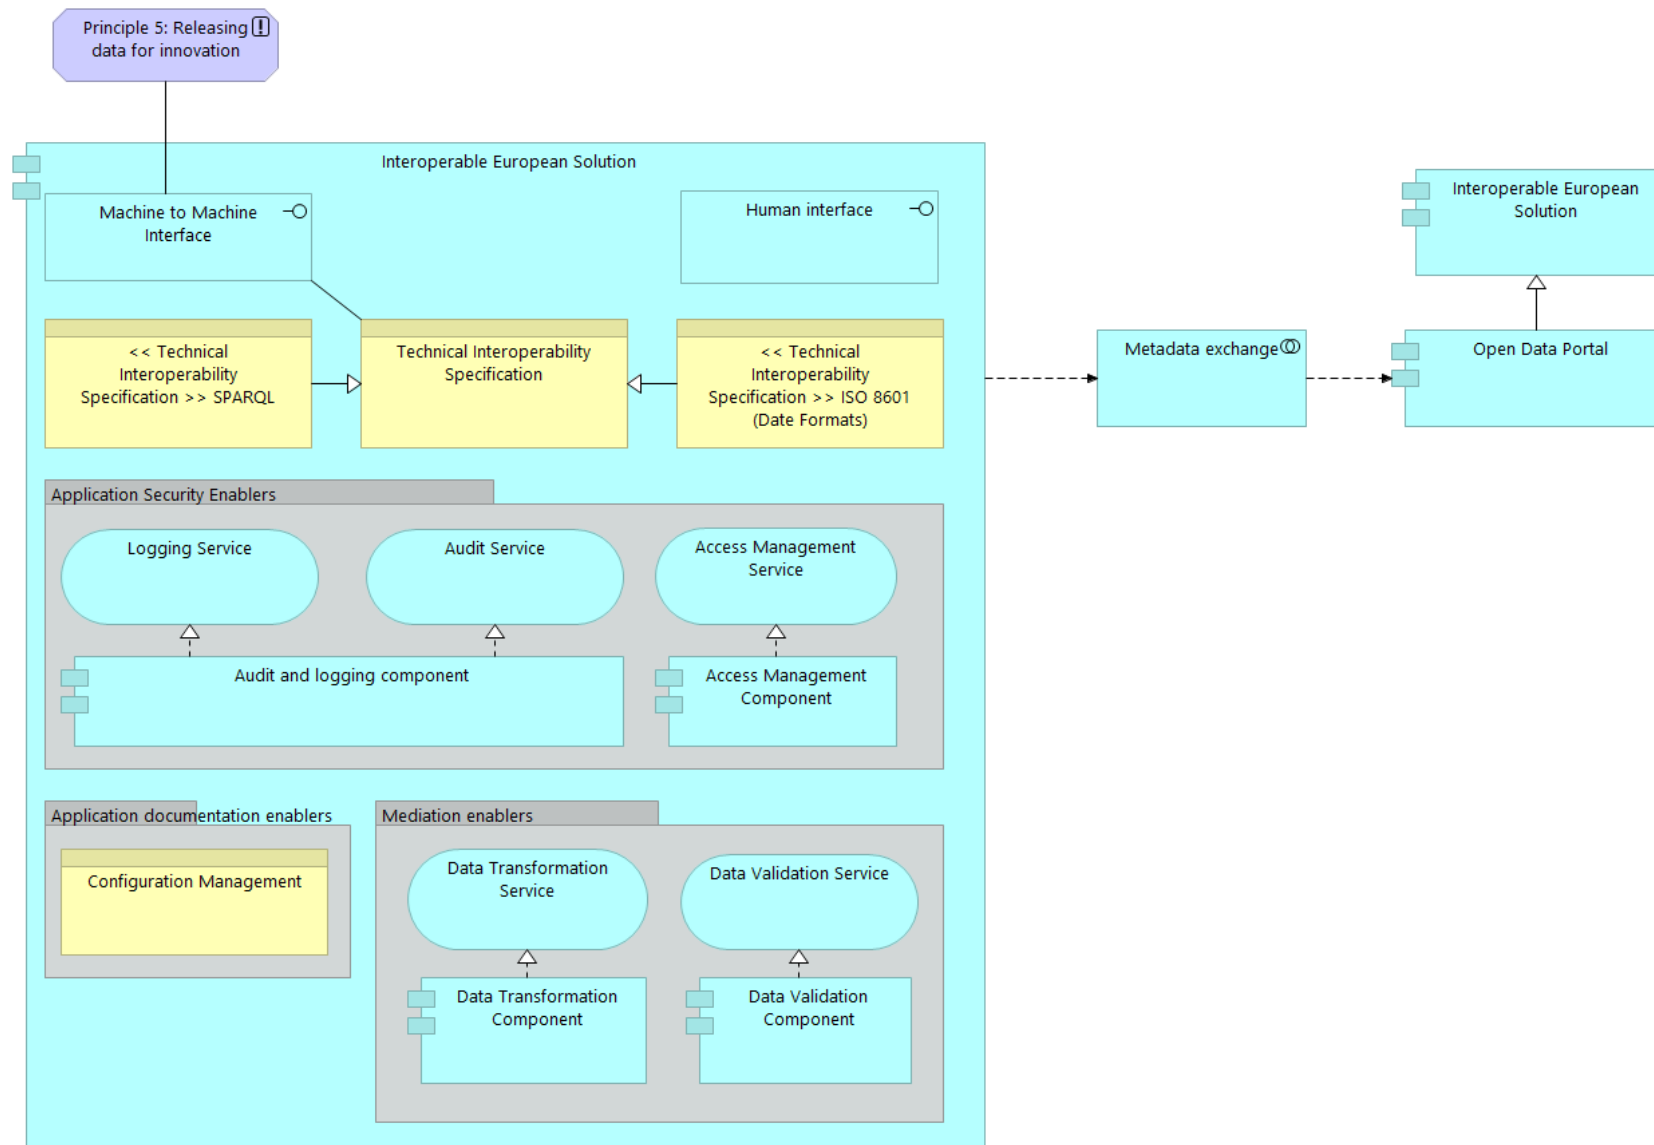 Principle 5: Releasing
data for innovation
Interoperable European Solution
Machine to Machine
Interface
Human interface
Interoperable European
Solution
<< Technical
Interoperability
Specification >> SPARQL
Technical Interoperability
Specification
<< Technical
Interoperability
Specification >> ISO 8601
(Date Formats)
Metadata exchange
Open Data Portal
Application Security Enablers
Logging Service
Audit Service
Access Management
Service
Audit and logging component
Access Management
Component
Application documentation enablers
Configuration Management
Mediation enablers
Data Transformation
Service
Data Validation Service
Data Transformation
Component
Data Validation
Component